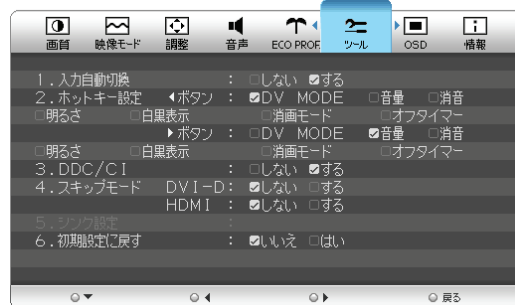 画質 映像モード 調整 音声 ECO PROF. ツール OSD 情報
1.入力自動切換 : □しない ☑する
2.ホットキー設定 ◀ボタン : ☑DV MODE □音量 □消音
□明るさ □白黒表示 □消画モード □オフタイマー
▶ボタン : □DV MODE ☑音量 □消音
□明るさ □白黒表示 □消画モード □オフタイマー
3.DDC/CI : □しない ☑する
4.スキップモード DVI-D: ☑しない □する
HDMI : ☑しない □する
5.シンク設定 :
6.初期設定に戻す : ☑いいえ □はい
○▼ ○◀ ○▶ ○戻る